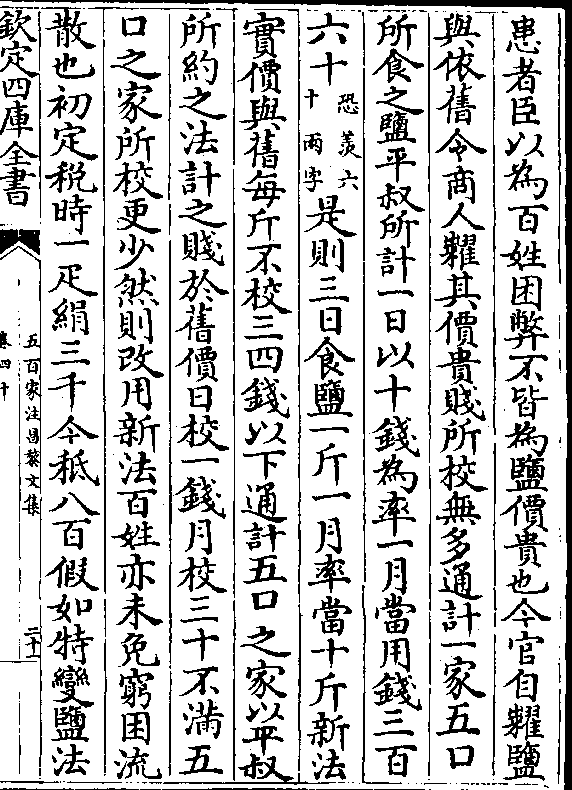 患者臣以為百姓困弊不皆為鹽價貴也今官自糶鹽
與依舊令商人糶其價貴賤所校無多通計一家五口
所食之鹽平叔所計一日以十錢為率一月當用錢三百
六十恐羨六十兩字是則三日食鹽一斤一月率當十斤新法
實價與舊每斤不校三四錢以下通計五口之家以平叔
所約之法計之賤於舊價日校一錢月校三十不滿五
口之家所校更少然則改用新法百姓亦未免窮困流
散也初定稅時一疋絹三千今秪八百假如特變鹽法
欽定四庫全書
五百家注昌黎文集
卷四十
二十